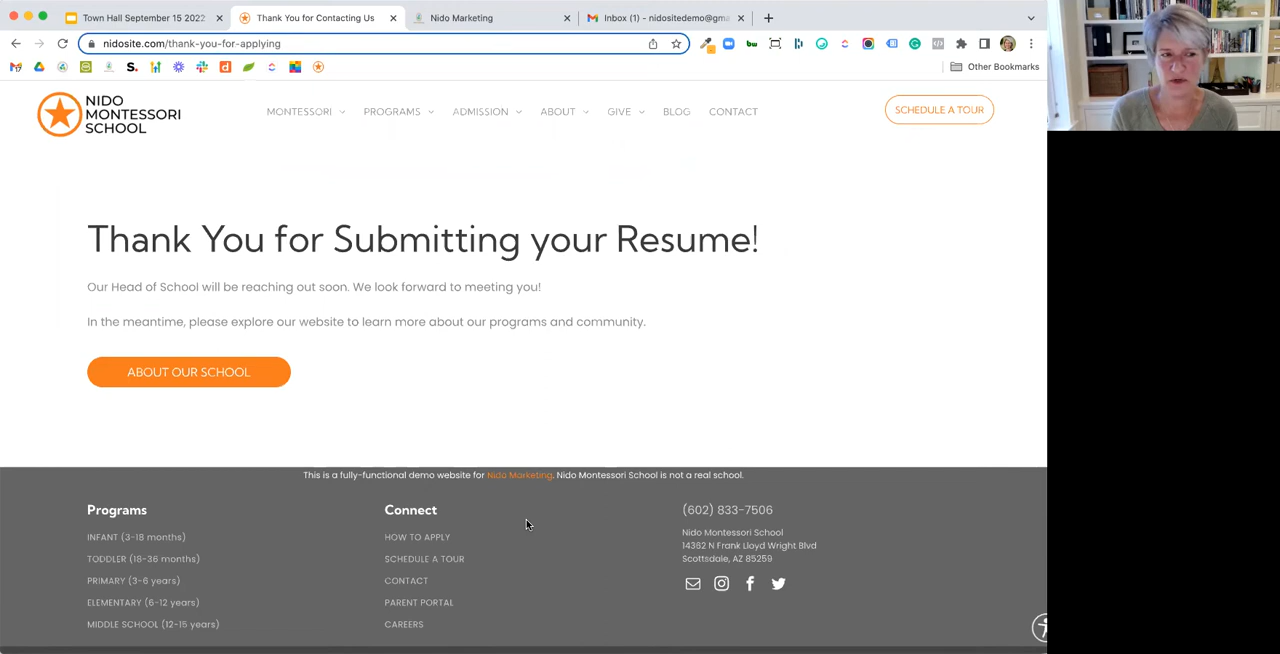 Town Hall September 15 2022
Thank You for Contacting Us
Nido Marketing
Inbox (1) - nidositedemo@gma
nidosite.com/thank-you-for-applying
Other Bookmarks
NIDO
MONTESSORI
SCHOOL
MONTESSORI
PROGRAMS
ADMISSION
ABOUT
GIVE
BLOG
CONTACT
SCHEDULE A TOUR
Thank You for Submitting your Resume!
Our Head of School will be reaching out soon. We look forward to meeting you!
In the meantime, please explore our website to learn more about our programs and community.
ABOUT OUR SCHOOL
This is a fully-functional demo website for Nido Marketing. Nido Montessori School is not a real school.
Programs
INFANT (3-18 months)
TODDLER (18-36 months)
PRIMARY (3-6 years)
ELEMENTARY (6-12 years)
MIDDLE SCHOOL (12-15 years)
Connect
HOW TO APPLY
SCHEDULE A TOUR
CONTACT
PARENT PORTAL
CAREERS
(602) 833-7506
Nido Montessori School
14362 N Frank Lloyd Wright Blvd
Scottsdale, AZ 85259